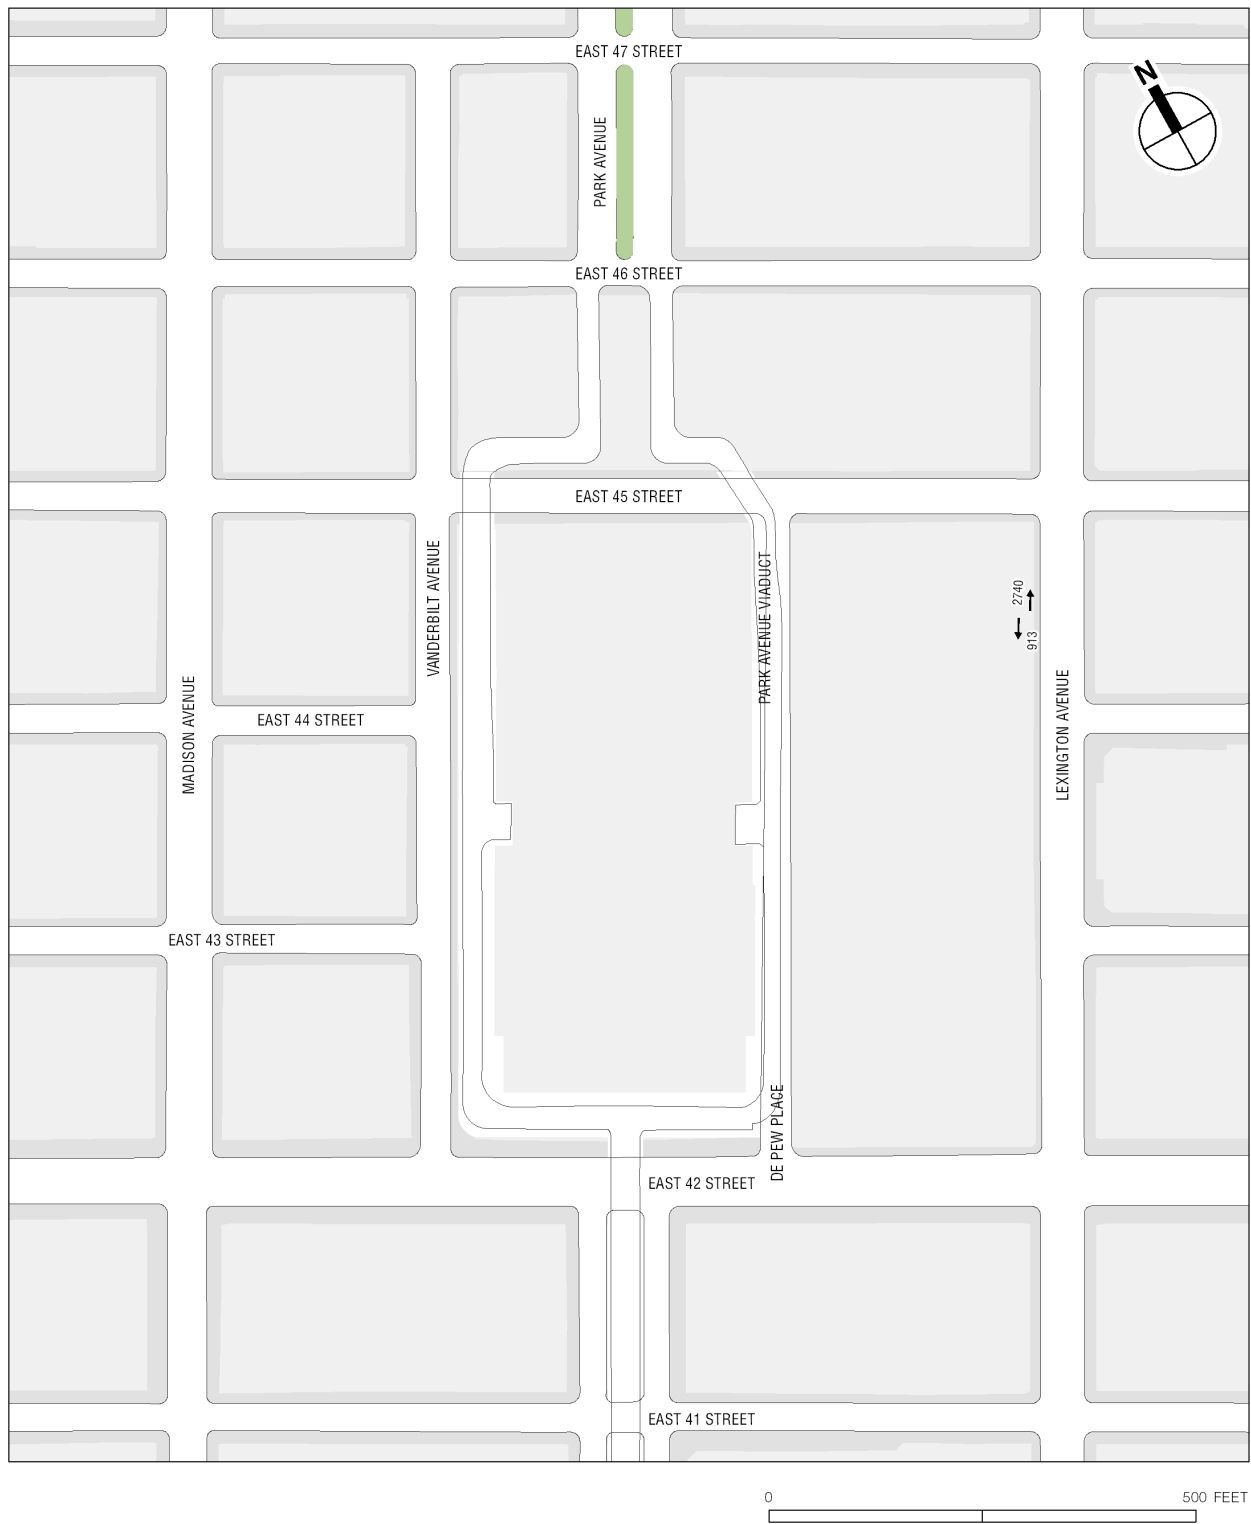 EAST 47 STREET
N
PARK AVENUE
EAST 46 STREET
EAST 45 STREET
VANDERBILT AVENUE
PARK AVENUE VIADUCT
2740
913
MADISON AVENUE
EAST 44 STREET
LEXINGTON AVENUE
EAST 43 STREET
DE PEW PLACE
EAST 42 STREET
EAST 41 STREET
0 500 FEET